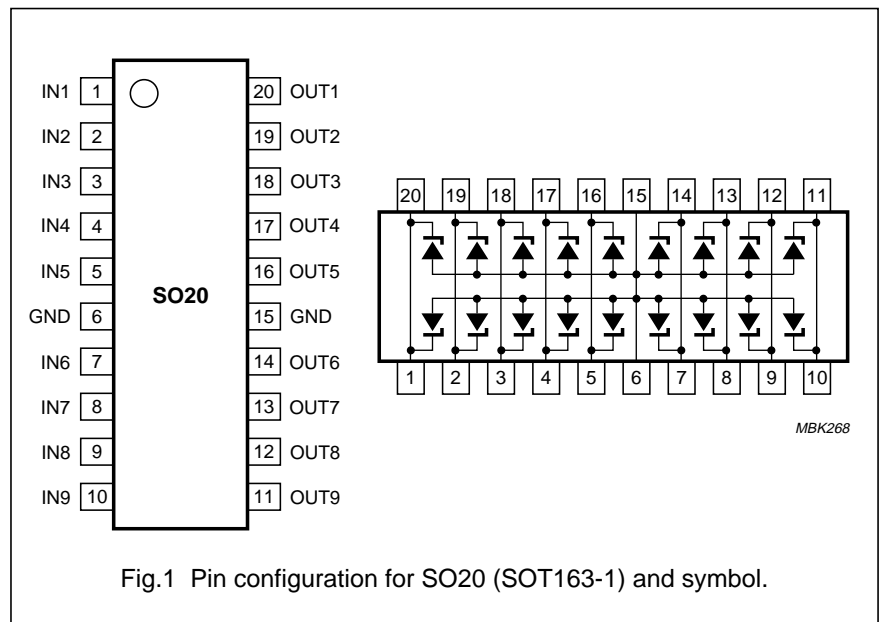 IN1 1 20 OUT1
IN2 2 19 OUT2
IN3 3 18 OUT3
IN4 4 17 OUT4
IN5 5 16 OUT5
SO20
GND 6 15 GND
IN6 7 14 OUT6
IN7 8 13 OUT7
IN8 9 12 OUT8
IN9 10 11 OUT9
20 19 18 17 16 15 14 13 12 11
1 2 3 4 5 6 7 8 9 10
MBK268
Fig.1 Pin configuration for SO20 (SOT163-1) and symbol.